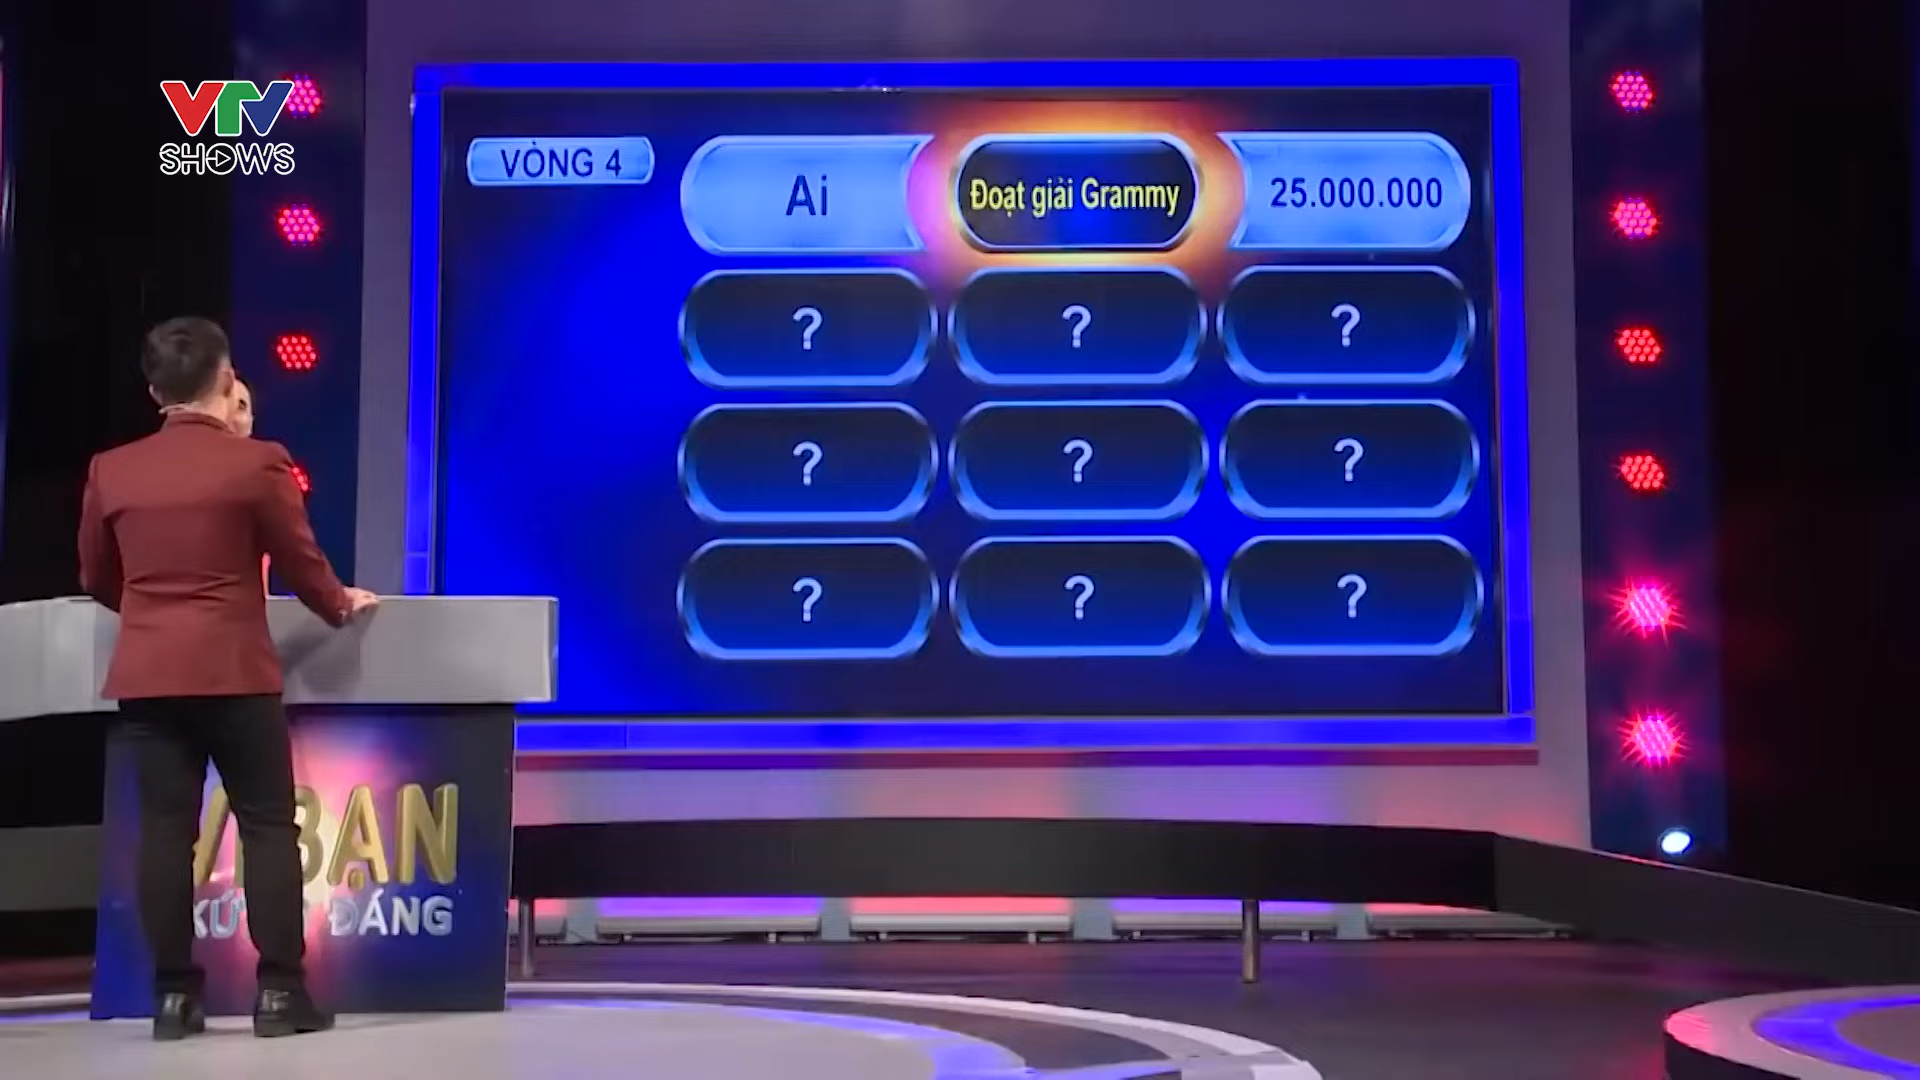 VTV
SHOWS
VÒNG 4
Ai
Đoạt giải Grammy
25.000.000
? ? ?
? ? ?
? ? ?
BẠN
ĐÁNG